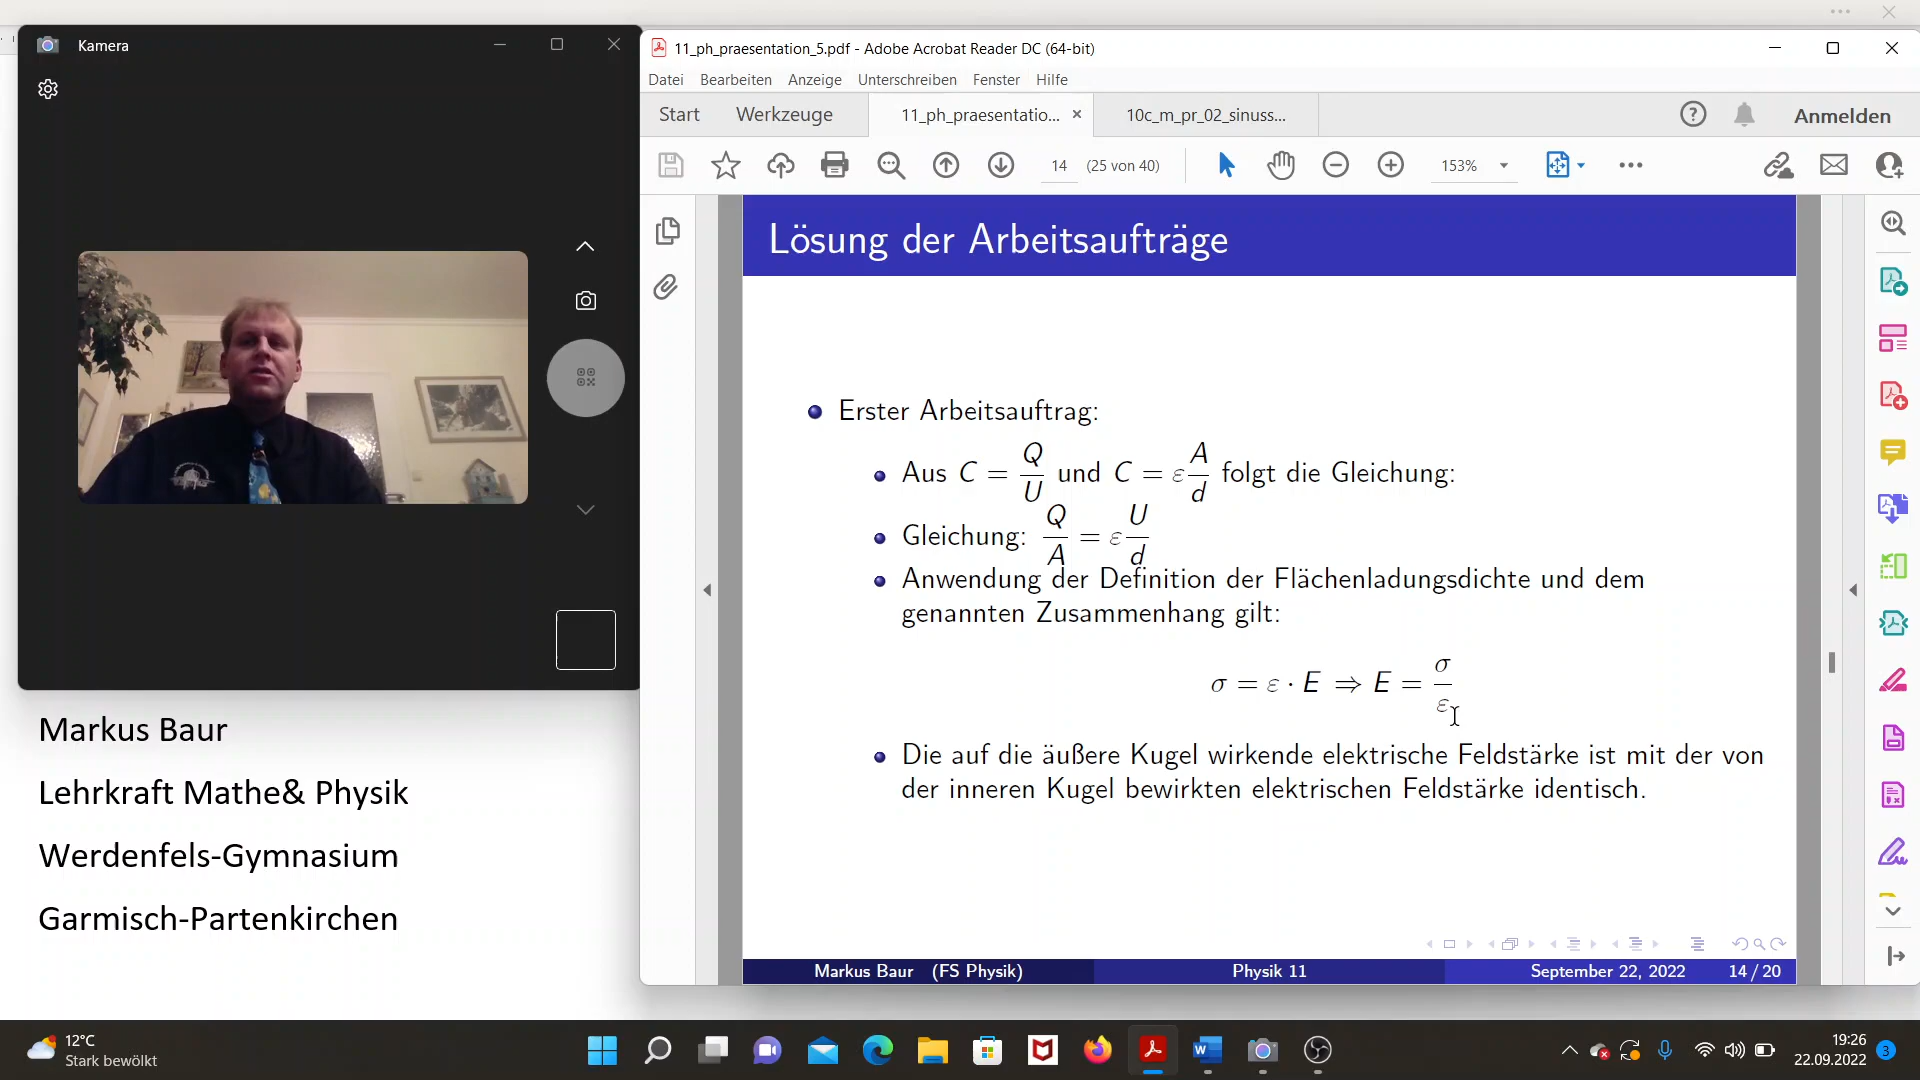 Kamera
11_ph_praesentation_5.pdf - Adobe Acrobat Reader DC (64-bit)
Datei Bearbeiten Anzeige Unterschreiben Fenster Hilfe
Start Werkzeuge 11_ph_praesentatio... 10c_m_pr_02_sinuss... Anmelden
14 (25 von 40) 153%
Lösung der Arbeitsaufträge
Erster Arbeitsauftrag:
Aus C = Q/U und C = ε A/d folgt die Gleichung:
Gleichung: Q/A = ε U/d
Anwendung der Definition der Flächenladungsdichte und dem
genannten Zusammenhang gilt:
σ = ε · E ⇒ E = σ/ε
Die auf die äußere Kugel wirkende elektrische Feldstärke ist mit der von
der inneren Kugel bewirkten elektrischen Feldstärke identisch.
Markus Baur (FS Physik) Physik 11 September 22, 2022 14 / 20
Markus Baur
Lehrkraft Mathe& Physik
Werdenfels-Gymnasium
Garmisch-Partenkirchen
12°C
Stark bewölkt
19:26
22.09.2022
3